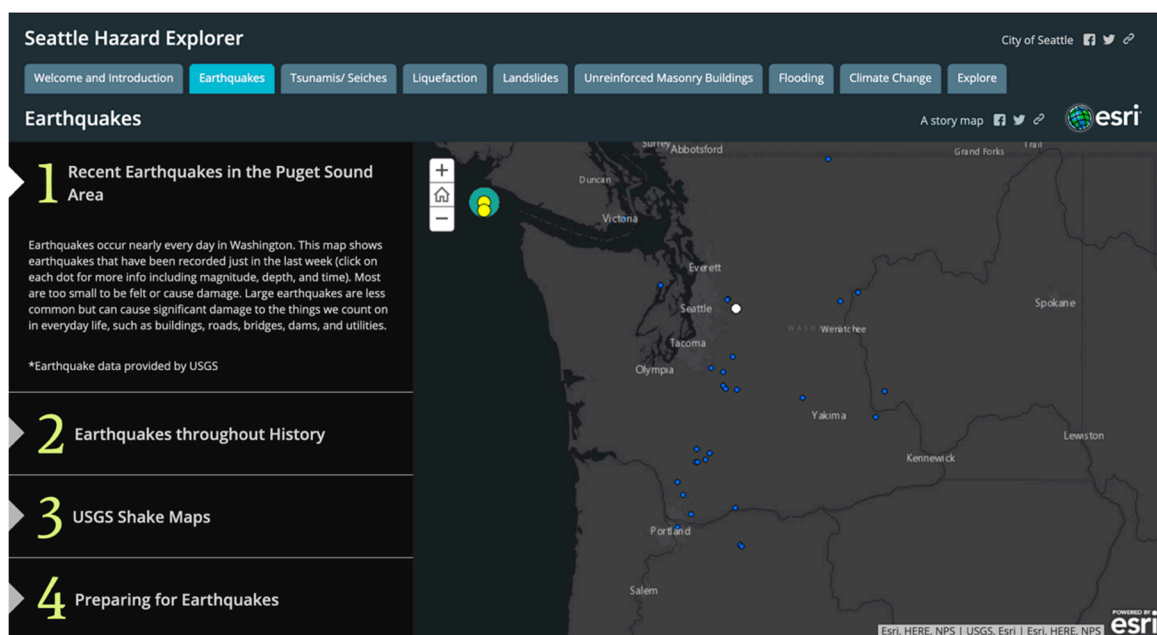 Seattle Hazard Explorer
City of Seattle
Welcome and Introduction
Earthquakes
Tsunamis/ Seiches
Liquefaction
Landslides
Unreinforced Masonry Buildings
Flooding
Climate Change
Explore
Earthquakes
A story map
esri
1
Recent Earthquakes in the Puget Sound
Area
Earthquakes occur nearly every day in Washington. This map shows
earthquakes that have been recorded just in the last week (click on
each dot for more info including magnitude, depth, and time). Most
are too small to be felt or cause damage. Large earthquakes are less
common but can cause significant damage to the things we count on
in everyday life, such as buildings, roads, bridges, dams, and utilities.
*Earthquake data provided by USGS
2
Earthquakes throughout History
3
USGS Shake Maps
4
Preparing for Earthquakes
+
−
Surrey
Abbotsford
Grand Forks
Trail
Duncan
Victoria
Everett
Seattle
Spokane
Wenatchee
Tacoma
Olympia
Yakima
Lewiston
Kennewick
Portland
Salem
POWERED BY
esri
Esri, HERE, NPS | USGS, Esri | Esri, HERE, NPS